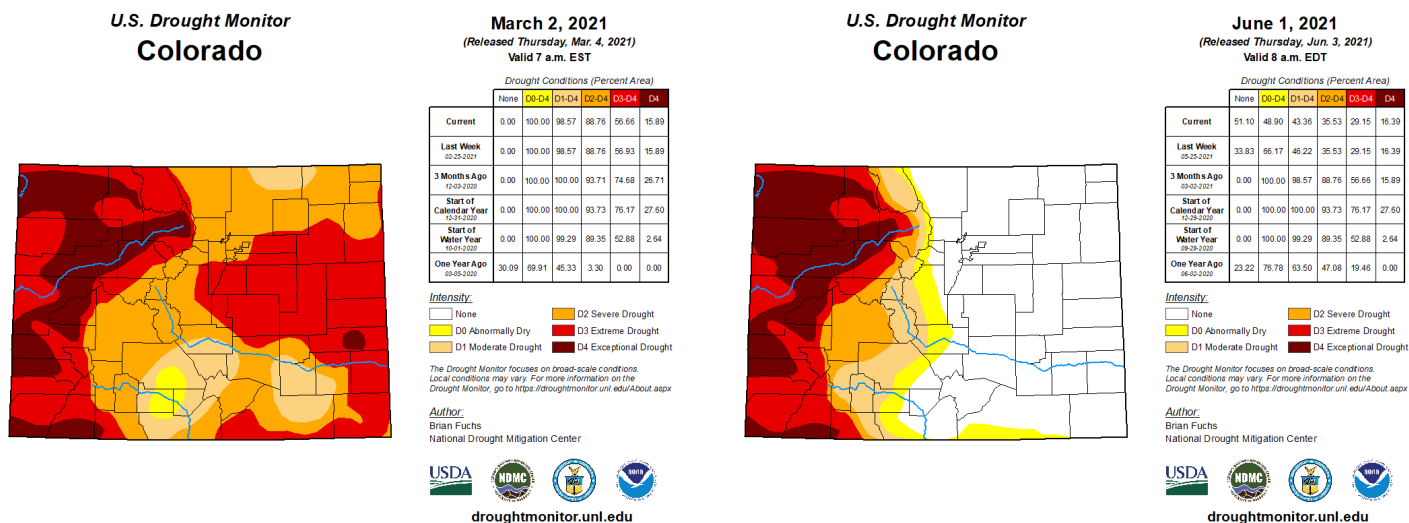 U.S. Drought Monitor
Colorado
March 2, 2021
(Released Thursday, Mar. 4, 2021)
Valid 7 a.m. EST
Drought Conditions (Percent Area)
None D0-D4 D1-D4 D2-D4 D3-D4 D4
Current 0.00 100.00 98.57 88.76 56.66 15.89
Last Week 0.00 100.00 98.57 88.76 56.93 15.89
02-25-2021
3 Months Ago 0.00 100.00 100.00 93.71 74.68 26.71
12-03-2020
Start of
Calendar Year 0.00 100.00 100.00 93.73 76.17 27.60
12-31-2020
Start of
Water Year 0.00 100.00 99.29 89.35 52.88 2.64
10-01-2020
One Year Ago 30.09 69.91 45.33 3.30 0.00 0.00
03-05-2020
Intensity:
None
D0 Abnormally Dry
D1 Moderate Drought
D2 Severe Drought
D3 Extreme Drought
D4 Exceptional Drought
The Drought Monitor focuses on broad-scale conditions.
Local conditions may vary. For more information on the
Drought Monitor, go to https://droughtmonitor.unl.edu/About.aspx
Author:
Brian Fuchs
National Drought Mitigation Center
USDA
NDMC
NOAA
droughtmonitor.unl.edu
U.S. Drought Monitor
Colorado
June 1, 2021
(Released Thursday, Jun. 3, 2021)
Valid 8 a.m. EDT
Drought Conditions (Percent Area)
None D0-D4 D1-D4 D2-D4 D3-D4 D4
Current 51.10 48.90 43.36 35.53 29.15 16.39
Last Week 33.83 66.17 46.22 35.53 29.15 16.39
05-25-2021
3 Months Ago 0.00 100.00 98.57 88.76 56.66 15.89
03-02-2021
Start of
Calendar Year 0.00 100.00 100.00 93.73 76.17 27.60
12-29-2020
Start of
Water Year 0.00 100.00 99.29 89.35 52.88 2.64
09-29-2020
One Year Ago 23.22 76.78 63.50 47.08 19.46 0.00
06-02-2020
Intensity:
None
D0 Abnormally Dry
D1 Moderate Drought
D2 Severe Drought
D3 Extreme Drought
D4 Exceptional Drought
The Drought Monitor focuses on broad-scale conditions.
Local conditions may vary. For more information on the
Drought Monitor, go to https://droughtmonitor.unl.edu/About.aspx
Author:
Brian Fuchs
National Drought Mitigation Center
USDA
NDMC
NOAA
droughtmonitor.unl.edu